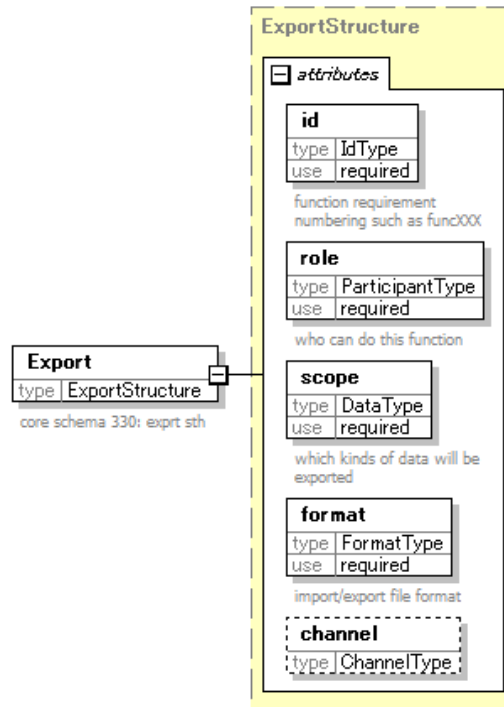 ExportStructure
attributes
id
type IdType
use required
function requirement
numbering such as funcXXX
role
type ParticipantType
use required
who can do this function
Export
type ExportStructure
core schema 330: exprt sth
scope
type DataType
use required
which kinds of data will be
exported
format
type FormatType
use required
import/export file format
channel
type ChannelType